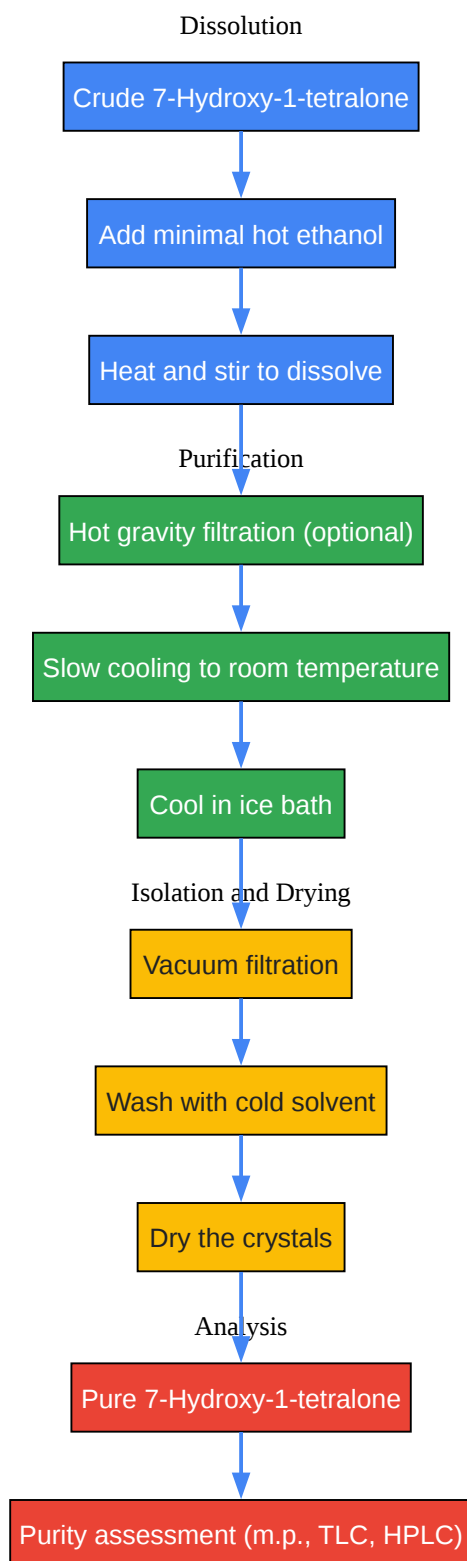 Dissolution
Crude 7-Hydroxy-1-tetralone
Add minimal hot ethanol
Heat and stir to dissolve
Purification
Hot gravity filtration (optional)
Slow cooling to room temperature
Cool in ice bath
Isolation and Drying
Vacuum filtration
Wash with cold solvent
Dry the crystals
Analysis
Pure 7-Hydroxy-1-tetralone
Purity assessment (m.p., TLC, HPLC)